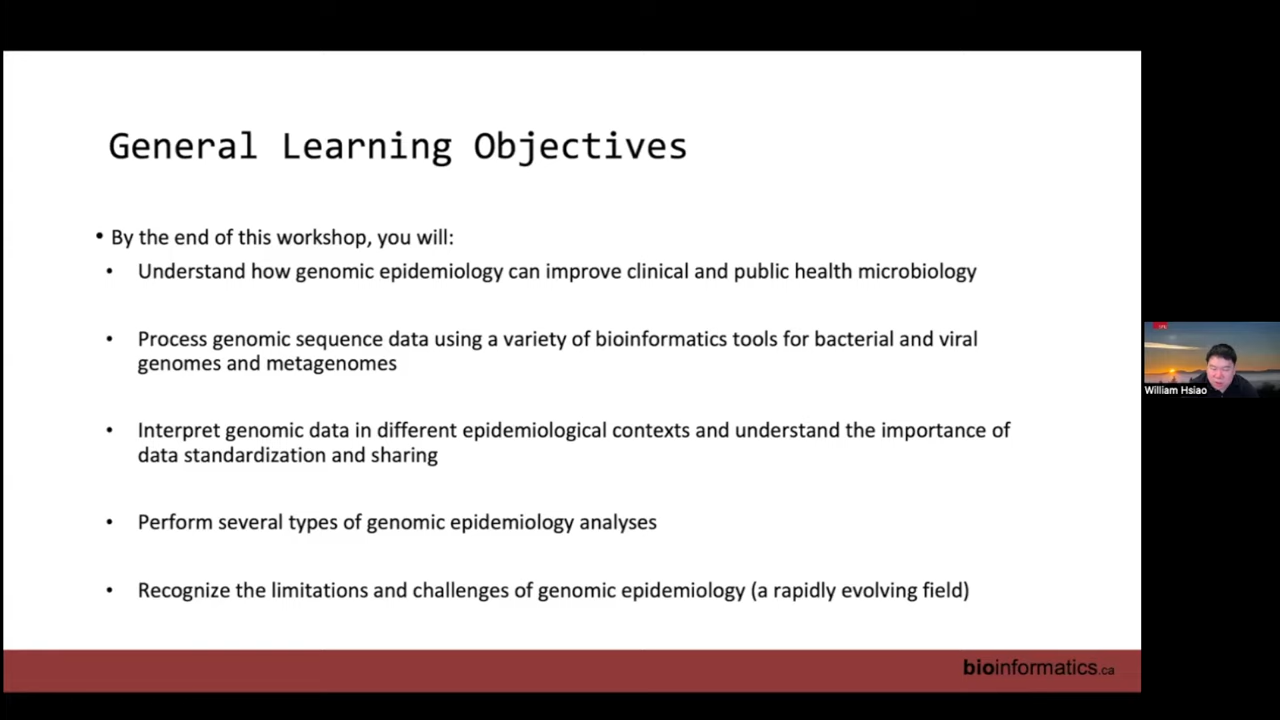 General Learning Objectives
• By the end of this workshop, you will:
• Understand how genomic epidemiology can improve clinical and public health microbiology
• Process genomic sequence data using a variety of bioinformatics tools for bacterial and viral
genomes and metagenomes
• Interpret genomic data in different epidemiological contexts and understand the importance of
data standardization and sharing
• Perform several types of genomic epidemiology analyses
• Recognize the limitations and challenges of genomic epidemiology (a rapidly evolving field)
William Hsiao
bioinformatics.ca